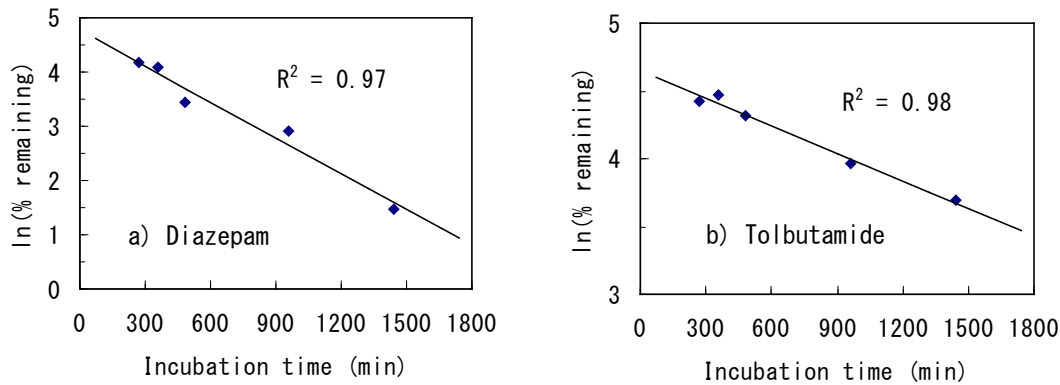 5
4
3
2
1
0
ln(% remaining)
R² = 0.97
a) Diazepam
0 300 600 900 1200 1500 1800
Incubation time (min)
5
4
3
ln(% remaining)
R² = 0.98
b) Tolbutamide
0 300 600 900 1200 1500 1800
Incubation time (min)